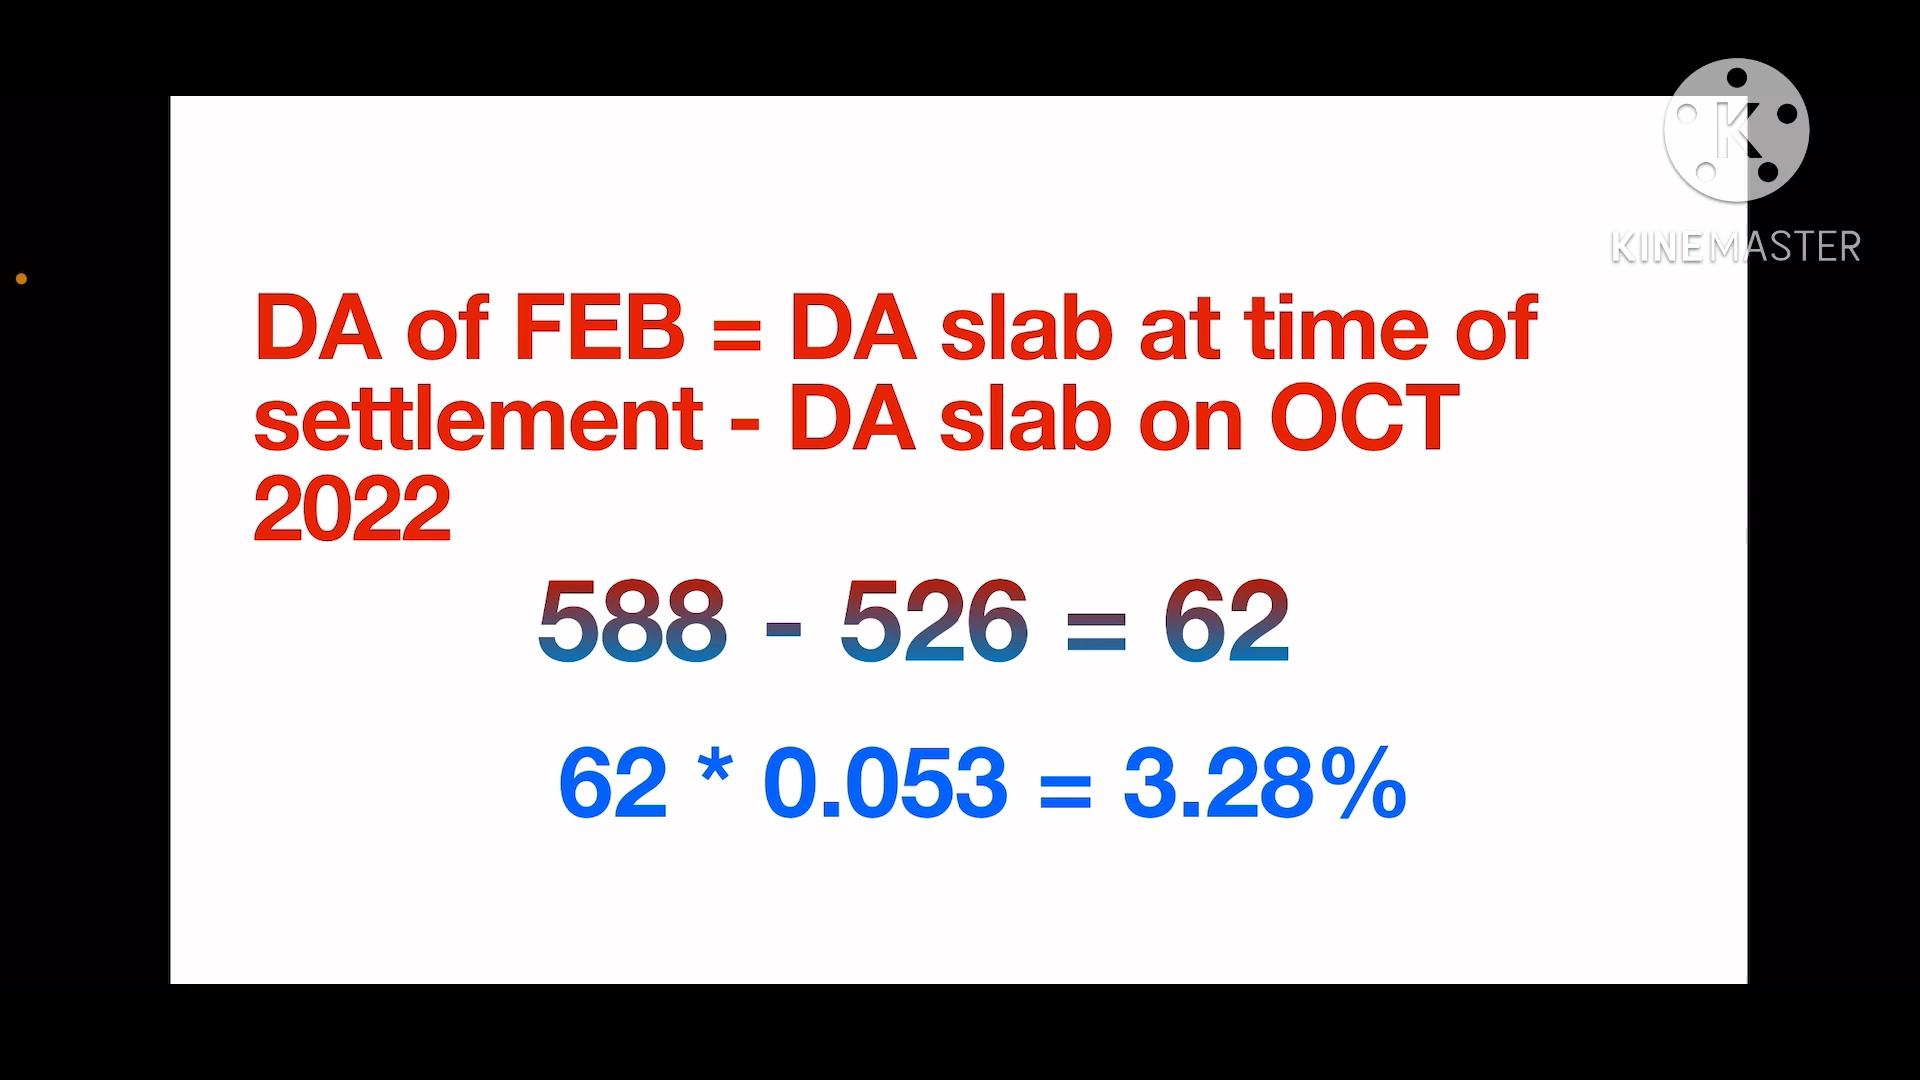 K
KINEMASTER
DA of FEB = DA slab at time of
settlement - DA slab on OCT
2022
588 - 526 = 62
62 * 0.053 = 3.28%